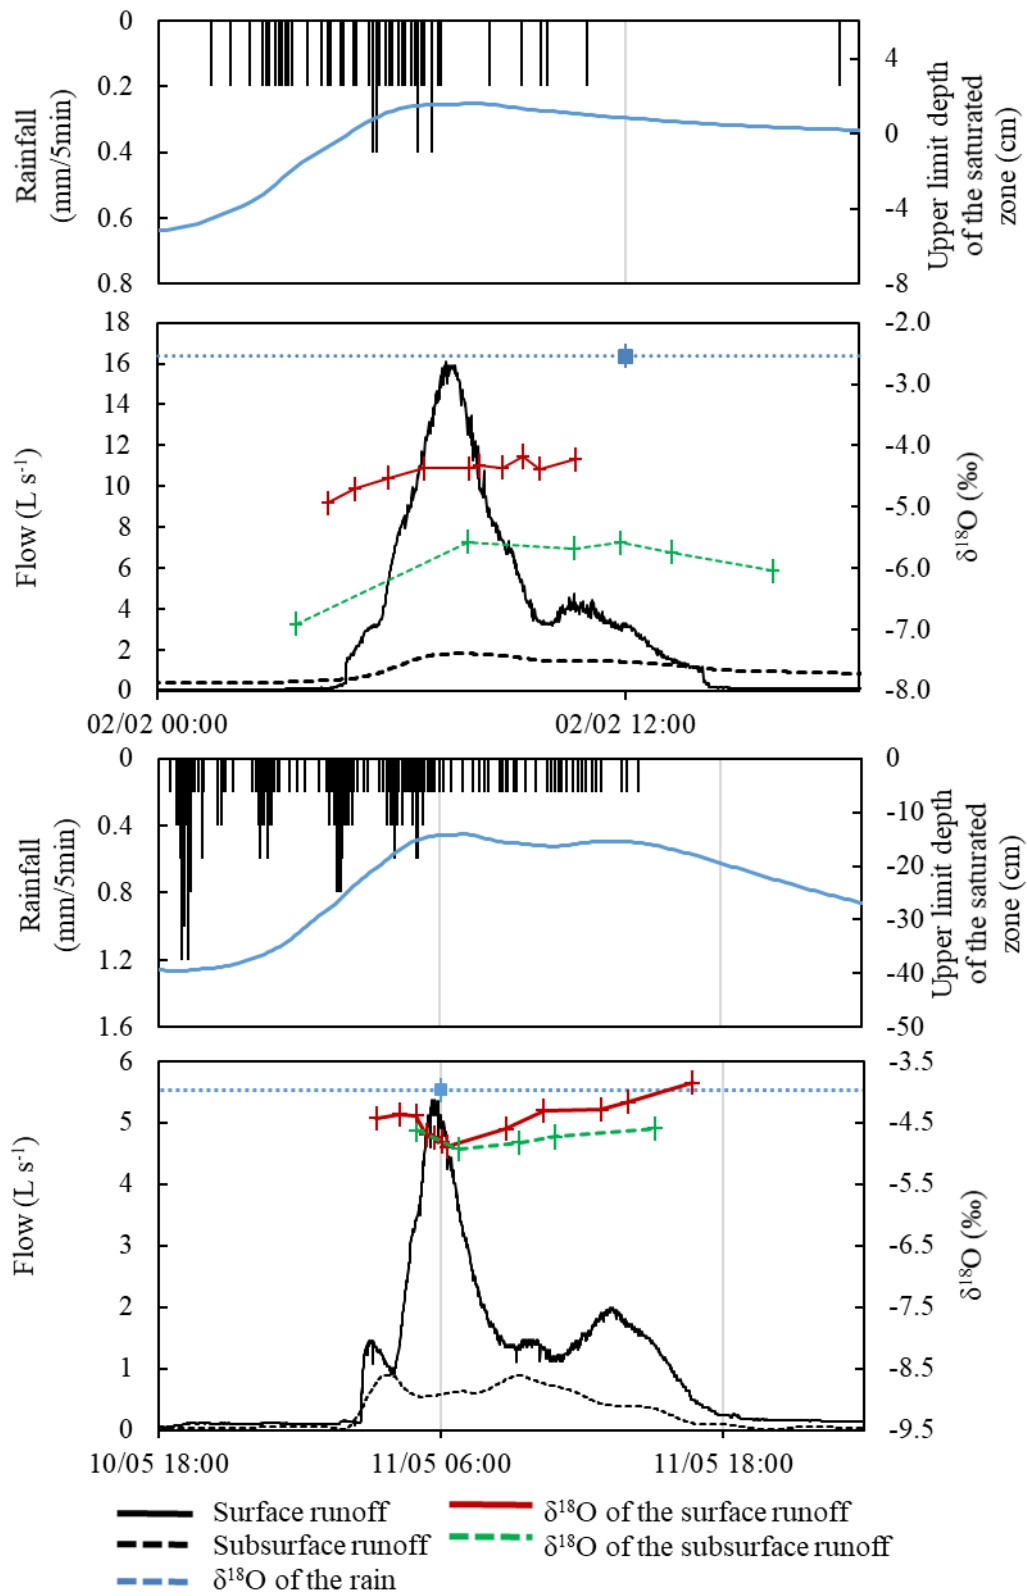 0
0.2
0.4
0.6
0.8
Rainfall
(mm/5min)
4
0
-4
-8
Upper limit depth
of the saturated
zone (cm)
18
16
14
12
10
8
6
4
2
0
Flow (L s⁻¹)
-2.0
-3.0
-4.0
-5.0
-6.0
-7.0
-8.0
δ¹⁸O (‰)
02/02 00:00
02/02 12:00
0
0.4
0.8
1.2
1.6
Rainfall
(mm/5min)
0
-10
-20
-30
-40
-50
Upper limit depth
of the saturated
zone (cm)
6
5
4
3
2
1
0
Flow (L s⁻¹)
-3.5
-4.5
-5.5
-6.5
-7.5
-8.5
-9.5
δ¹⁸O (‰)
10/05 18:00
11/05 06:00
11/05 18:00
Surface runoff
Subsurface runoff
δ¹⁸O of the rain
δ¹⁸O of the surface runoff
δ¹⁸O of the subsurface runoff